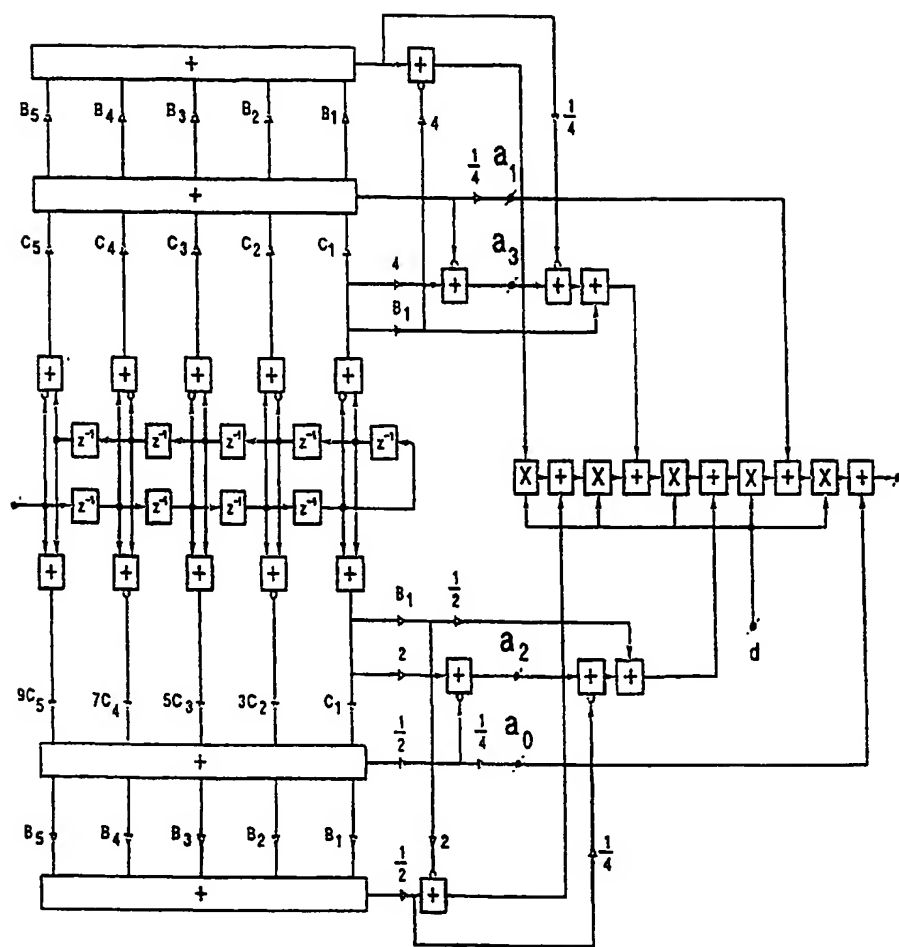 + +
B5 B4 B3 B2 B1 4 1/4
+ 1/4 a1
C5 C4 C3 C2 C1 a3
4 + + +
B1
+ + + + +
z⁻¹ z⁻¹ z⁻¹ z⁻¹ z⁻¹
X + X + X + X + X +
z⁻¹ z⁻¹ z⁻¹ z⁻¹
+ + + + +
B1 1/2
d
2 + a2 + +
9C5 7C4 5C3 3C2 C1
+ 1/2 1/4 a0
B5 B4 B3 B2 B1 2 1/4
+ 1/2 +